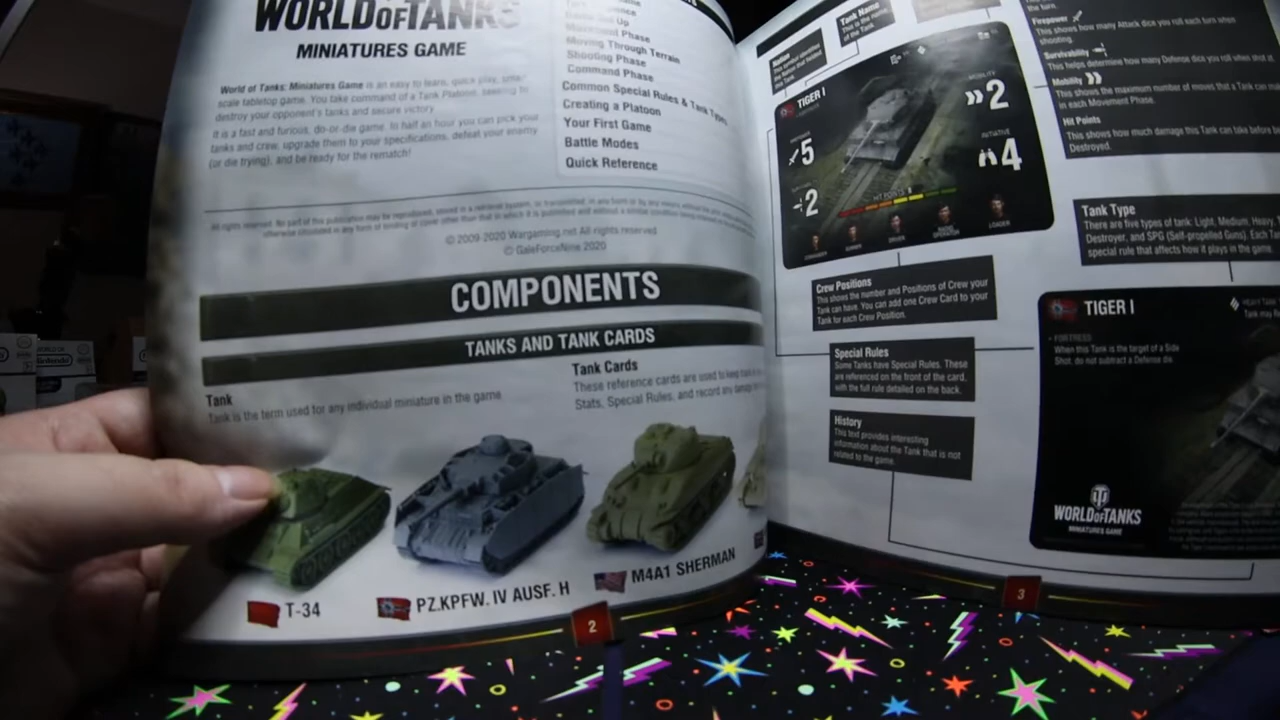 WORLD OF TANKS
MINIATURES GAME
World of Tanks: Miniatures Game is an easy to learn, quick play, small
scale tabletop game. You take command of a Tank Platoon, seeking to
destroy your opponent's tanks and secure victory.
It is a fast and furious, do-or-die game. In half an hour you can pick your
tanks and crew, upgrade them to your specifications, defeat your enemy
(or die trying), and be ready for the rematch!
Movement Phase
Moving Through Terrain
Shooting Phase
Command Phase
Common Special Rules & Tank Types
Creating a Platoon
Your First Game
Battle Modes
Quick Reference
© 2009-2020 Wargaming.net All rights reserved
© GaleForceNine 2020
COMPONENTS
TANKS AND TANK CARDS
Tank
Tank is the term used for any individual miniature in the game
Tank Cards
These reference cards are used to keep
Stats, Special Rules, and record any
T-34
PZ.KPFW. IV AUSF. H
M4A1 SHERMAN
2
Nation
Tank Name
This is the name
of the Tank.
TIGER I
MOBILITY
2
INITIATIVE
4
5
2
HIT POINTS
COMMANDER
GUNNER
DRIVER
RADIO
OPERATOR
LOADER
Firepower
This shows how many Attack dice you roll each turn when
shooting.
Survivability
This helps determine how many Defense dice you roll when shot at.
Mobility
This shows the maximum number of moves that a Tank can make
in each Movement Phase.
Hit Points
This shows how much damage this Tank can take before
Destroyed.
Crew Positions
This shows the number and Positions of Crew your
Tank can have. You can add one Crew Card to your
Tank for each Crew Position.
Tank Type
There are five types of tank: Light, Medium, Heavy
Destroyer, and SPG (Self-propelled Guns). Each
special rule that affects how it plays in the game.
Special Rules
Some Tanks have Special Rules. These
are referenced on the front of the card,
with the full rule detailed on the back.
History
This text provides interesting
information about the Tank that is not
related to the game.
TIGER I
FORTRESS
When this Tank is the target of a Side
Shot, do not subtract a Defense die.
WORLD OF TANKS
MINIATURES GAME
3
Nintendo